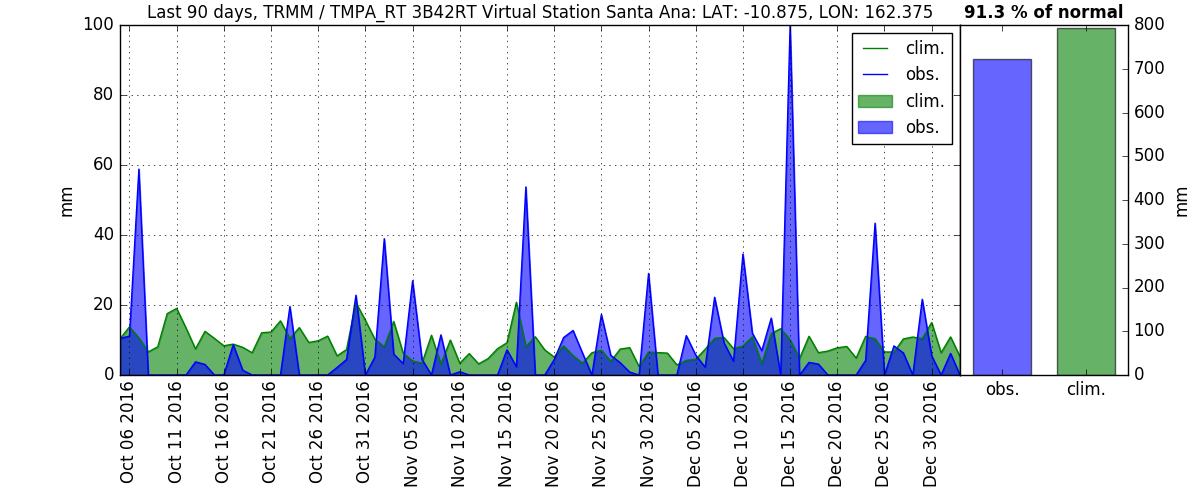 Last 90 days, TRMM / TMPA_RT 3B42RT Virtual Station Santa Ana: LAT: -10.875, LON: 162.375
91.3 % of normal
clim.
obs.
clim.
obs.
mm
100
80
60
40
20
0
Oct 06 2016
Oct 11 2016
Oct 16 2016
Oct 21 2016
Oct 26 2016
Oct 31 2016
Nov 05 2016
Nov 10 2016
Nov 15 2016
Nov 20 2016
Nov 25 2016
Nov 30 2016
Dec 05 2016
Dec 10 2016
Dec 15 2016
Dec 20 2016
Dec 25 2016
Dec 30 2016
800
700
600
500
400
300
200
100
0
mm
obs.
clim.